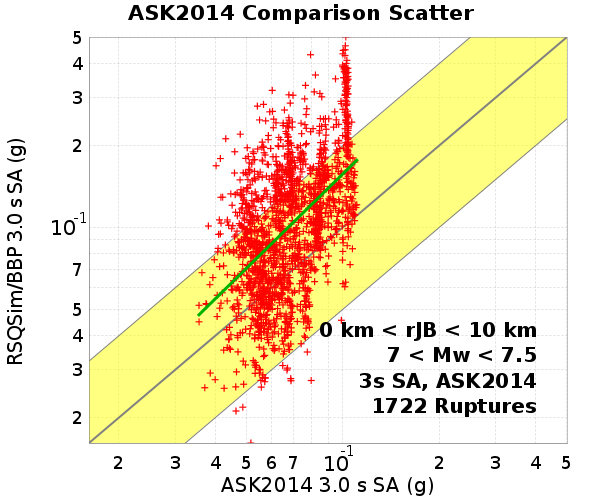 ASK2014 Comparison Scatter
5
4
3
2
10-1
7
5
4
3
2
RSQSim/BBP 3.0 s SA (g)
0 km < rJB < 10 km
7 < Mw < 7.5
3s SA, ASK2014
1722 Ruptures
2 3 4 5 6 7 10-1 2 3 4 5
ASK2014 3.0 s SA (g)